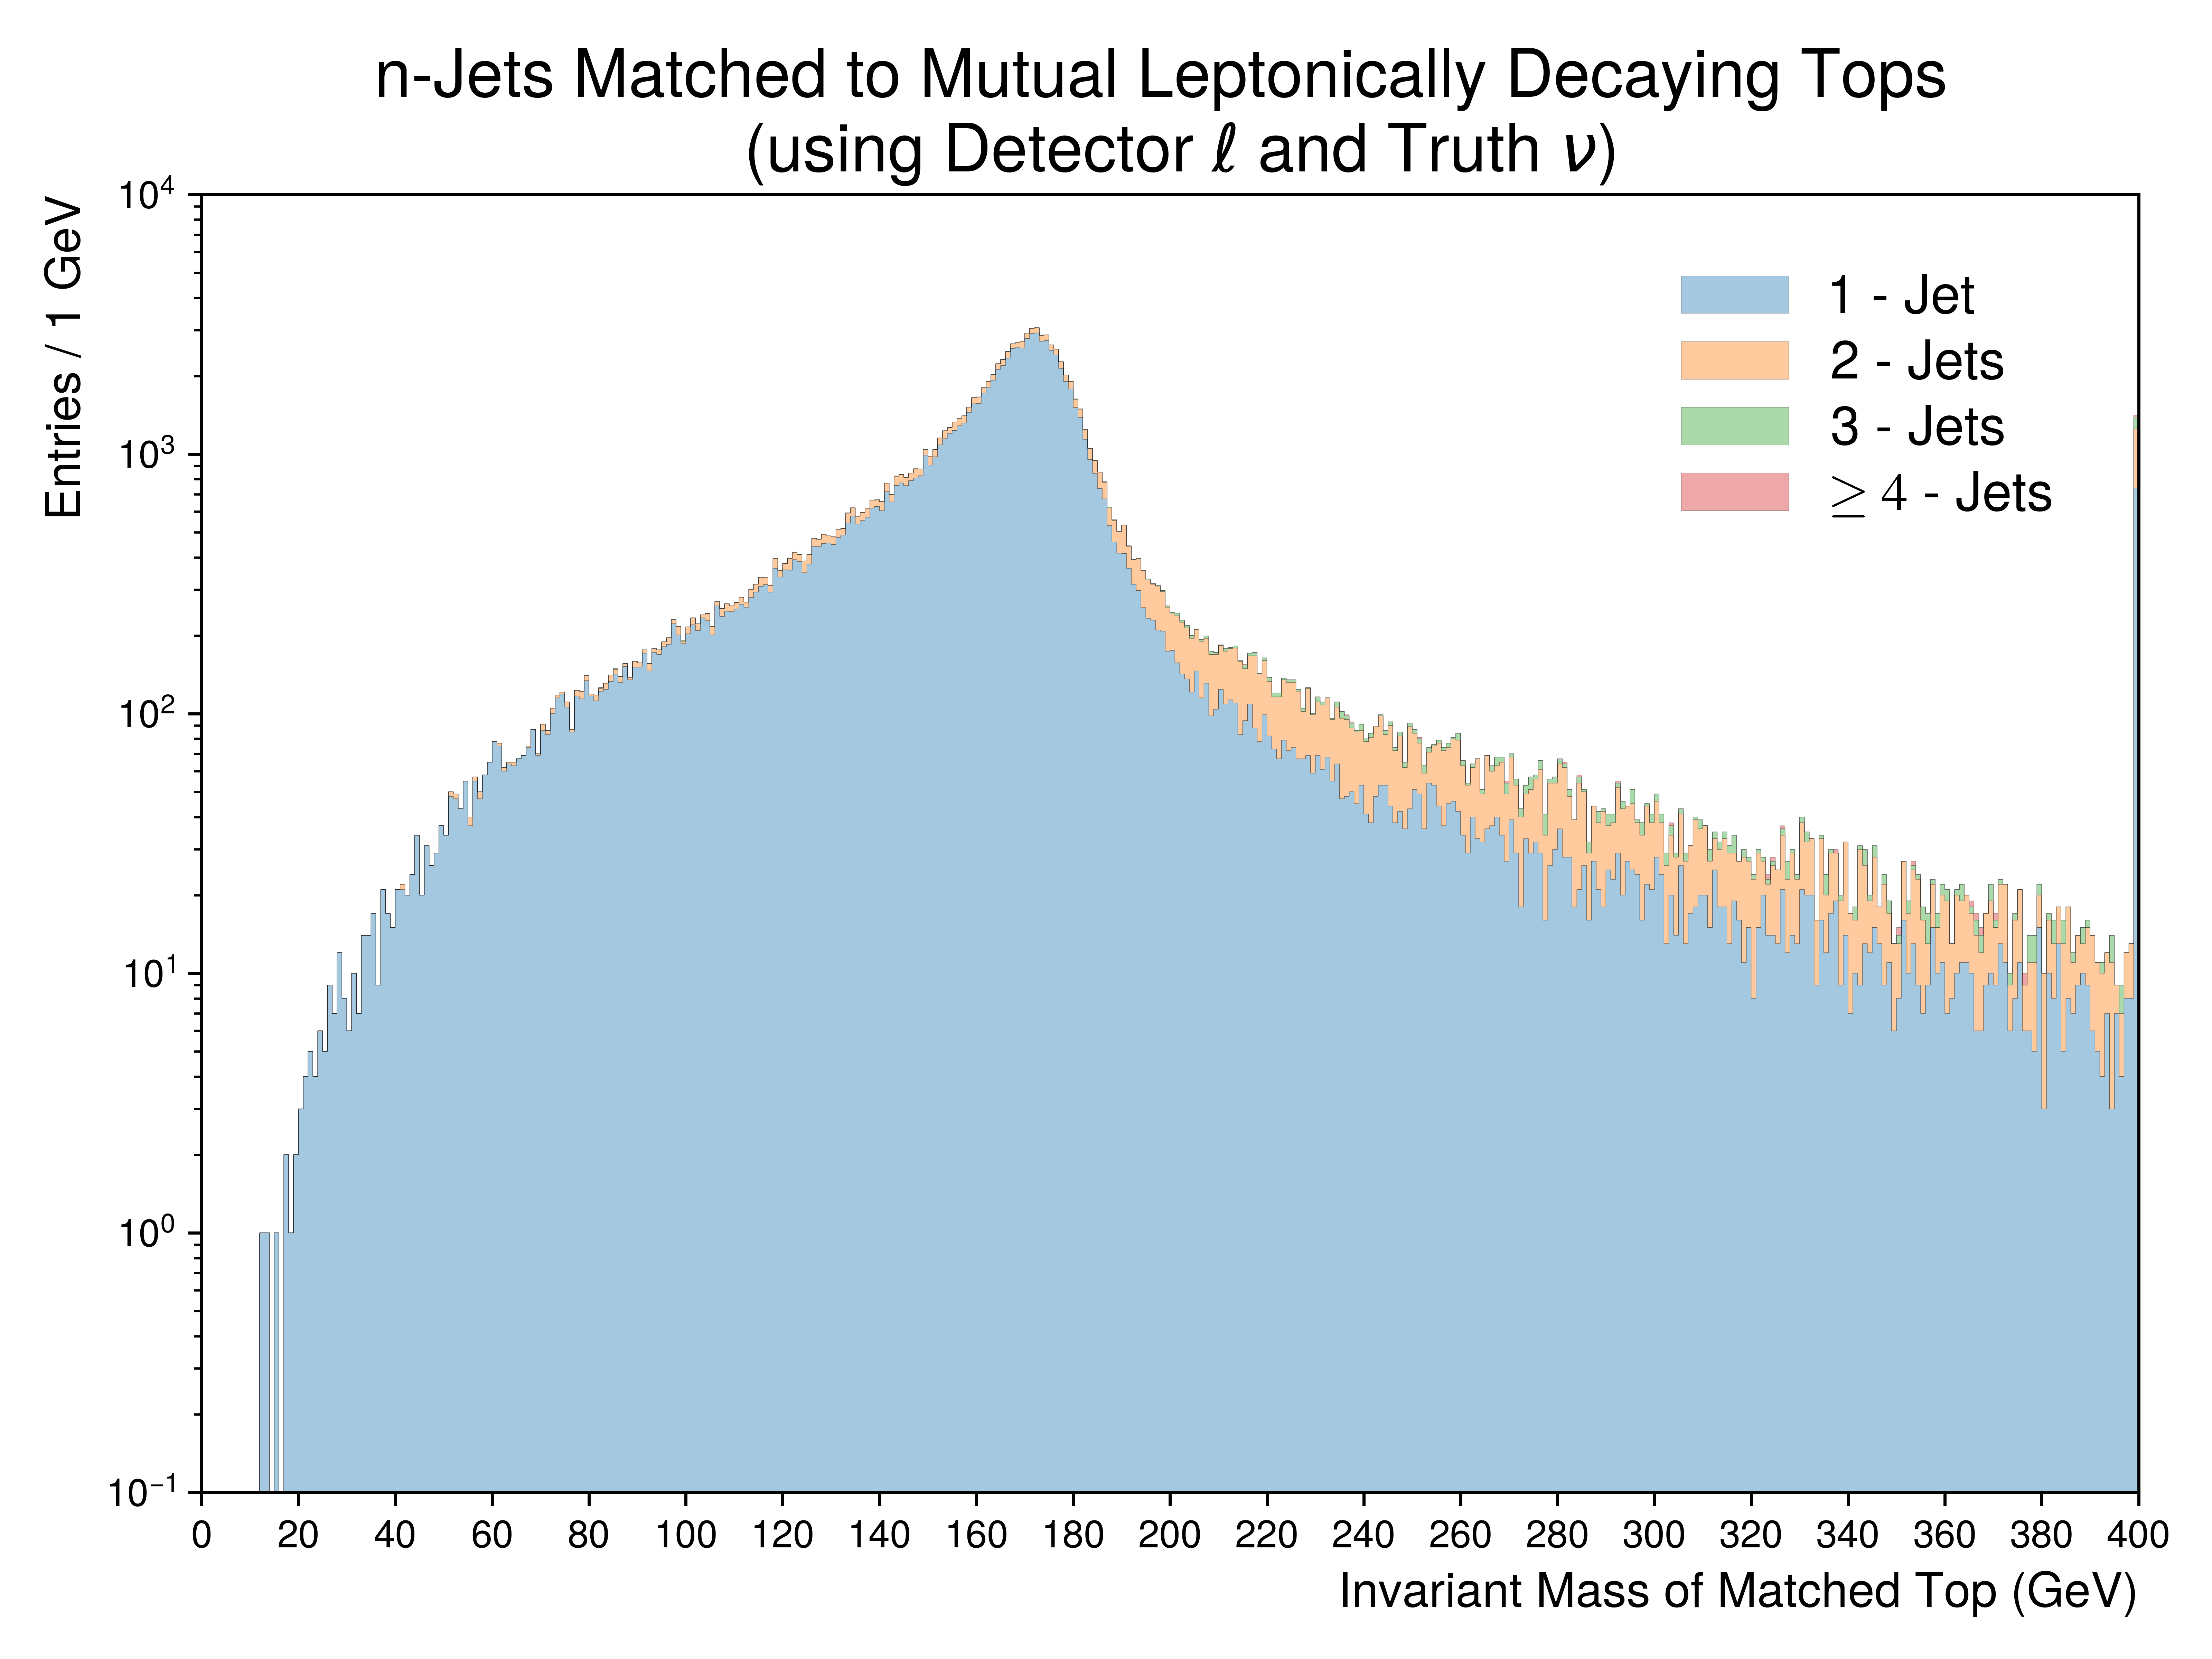 n-Jets Matched to Mutual Leptonically Decaying Tops
(using Detector ℓ and Truth ν)
Entries / 1 GeV
10⁴
10³
10²
10¹
10⁰
10⁻¹
1 - Jet
2 - Jets
3 - Jets
≥ 4 - Jets
0 20 40 60 80 100 120 140 160 180 200 220 240 260 280 300 320 340 360 380 400
Invariant Mass of Matched Top (GeV)